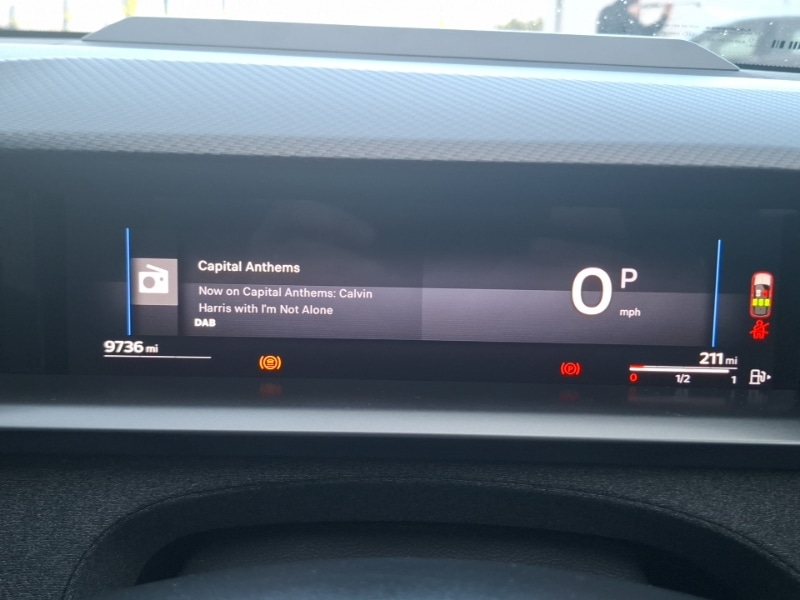 Capital Anthems
Now on Capital Anthems: Calvin
Harris with I'm Not Alone
DAB
0 P
mph
9736 mi
P
211 mi
0 1/2 1